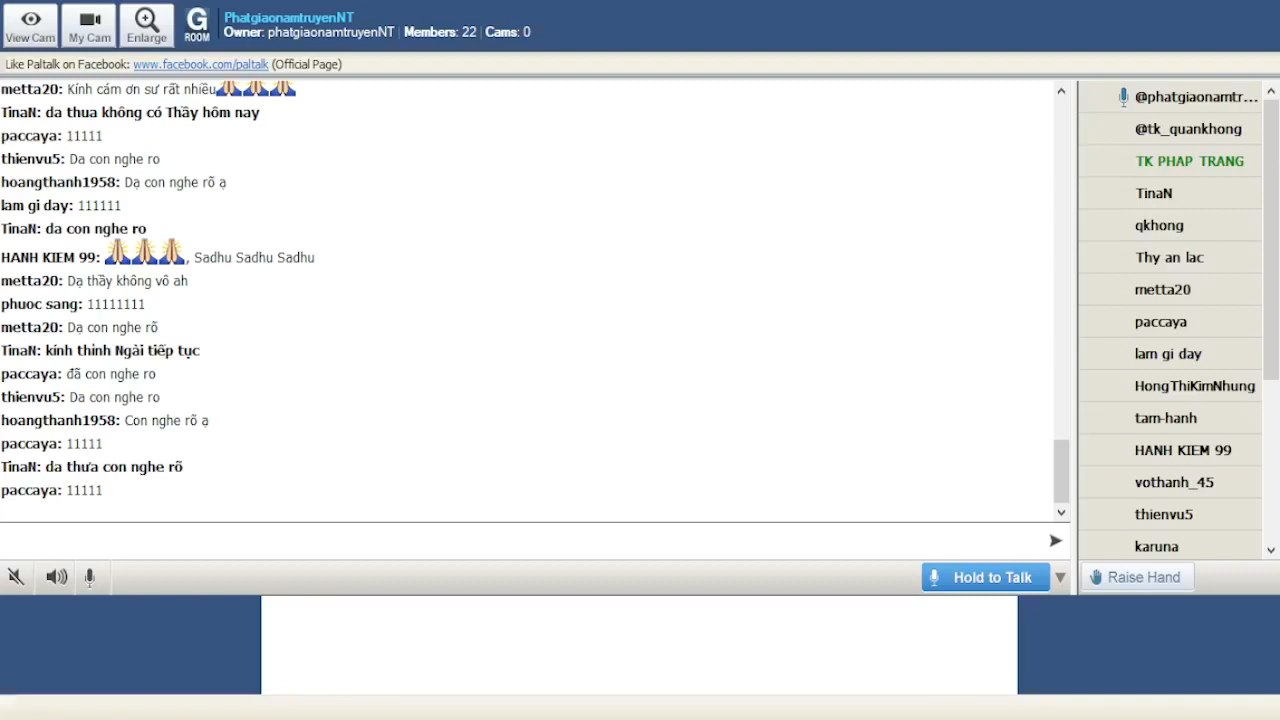 View Cam
My Cam
Enlarge
G
ROOM
PhatgiaonamtruyenNT
Owner: phatgiaonamtruyenNT | Members: 22 | Cams: 0
Like Paltalk on Facebook: www.facebook.com/paltalk (Official Page)
metta20: Kính cám ơn sư rất nhiều
TinaN: da thua không có Thầy hôm nay
paccaya: 11111
thienvu5: Da con nghe ro
hoangthanh1958: Dạ con nghe rõ ạ
lam gi day: 111111
TinaN: da con nghe ro
HANH KIEM 99: , Sadhu Sadhu Sadhu
metta20: Dạ thầy không vô ah
phuoc sang: 11111111
metta20: Dạ con nghe rõ
TinaN: kính thỉnh Ngài tiếp tục
paccaya: đã con nghe ro
thienvu5: Da con nghe ro
hoangthanh1958: Con nghe rõ ạ
paccaya: 11111
TinaN: da thưa con nghe rõ
paccaya: 11111
Hold to Talk
@phatgiaonamtr...
@tk_quankhong
TK PHAP TRANG
TinaN
qkhong
Thy an lac
metta20
paccaya
lam gi day
HongThiKimNhung
tam-hanh
HANH KIEM 99
vothanh_45
thienvu5
karuna
Raise Hand